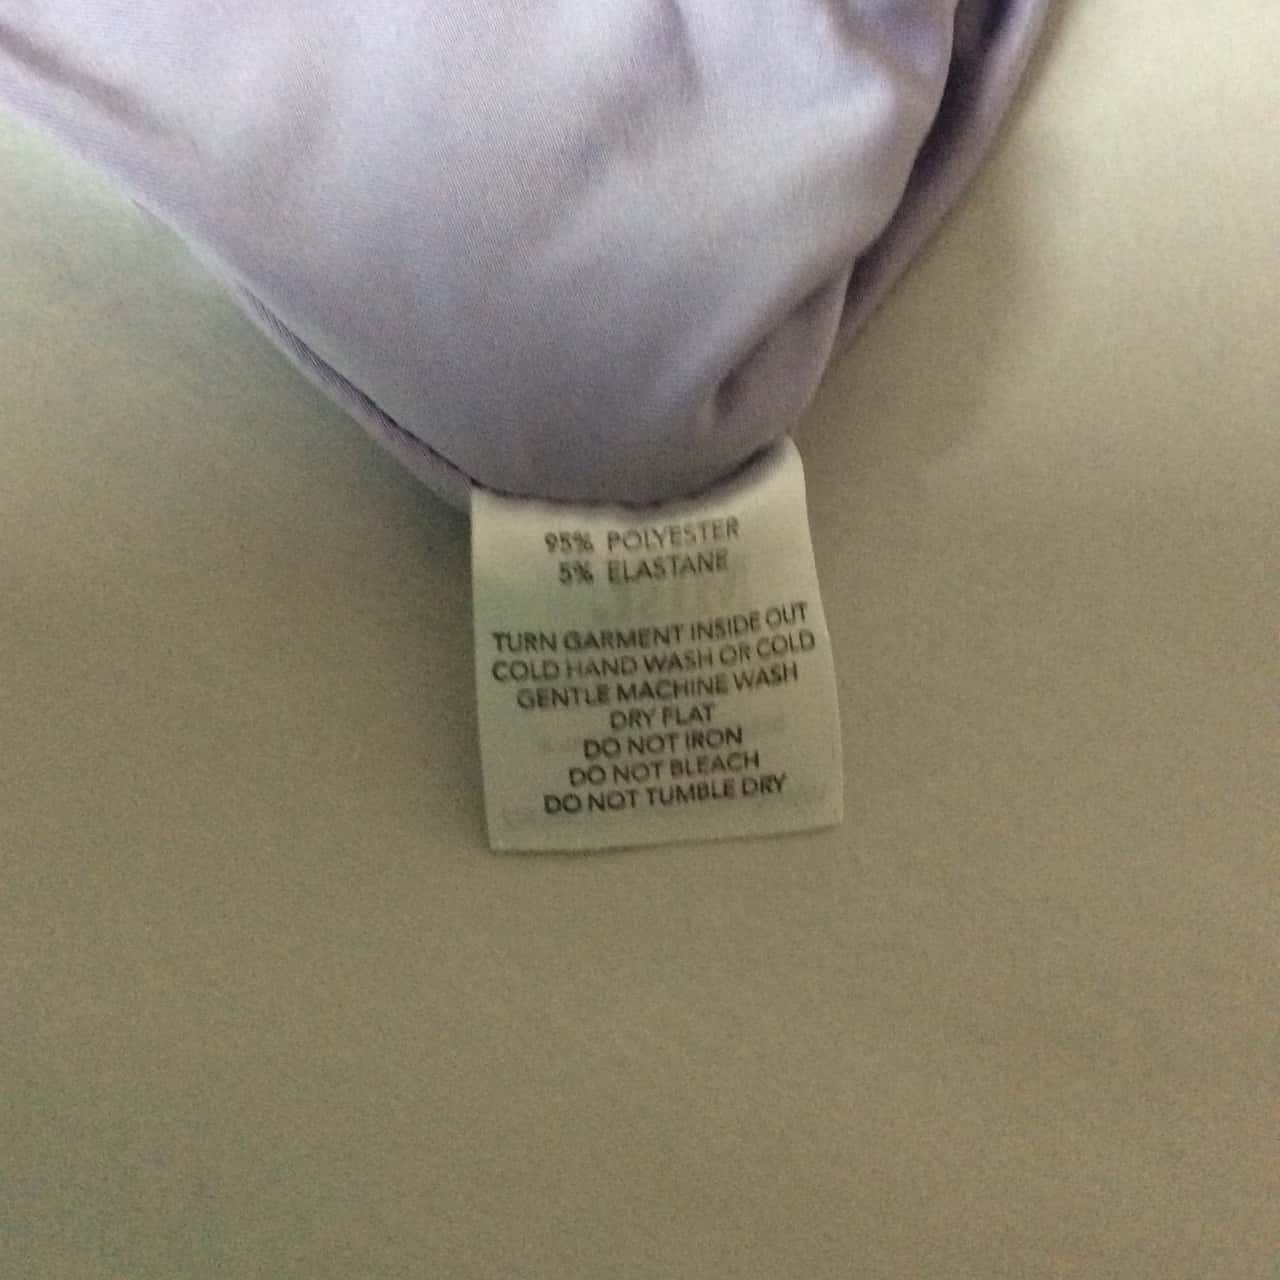 95% POLYESTER
5% ELASTANE
TURN GARMENT INSIDE OUT
COLD HAND WASH OR COLD
GENTLE MACHINE WASH
DRY FLAT
DO NOT IRON
DO NOT BLEACH
DO NOT TUMBLE DRY